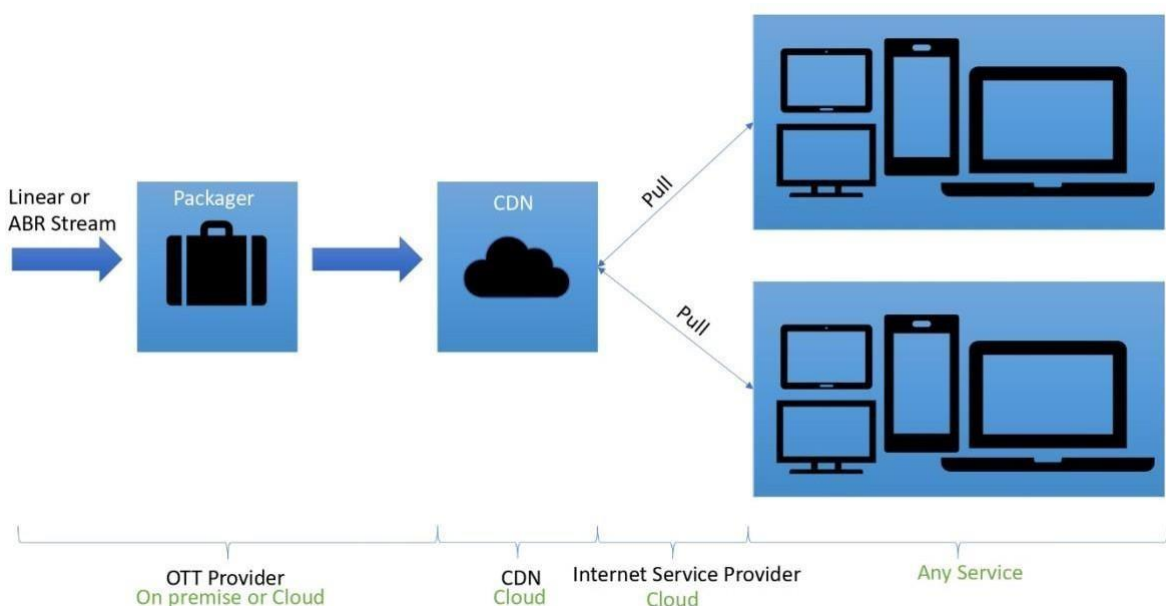 Linear or
ABR Stream
Packager
CDN
Pull
Pull
OTT Provider
On premise or Cloud
CDN
Cloud
Internet Service Provider
Cloud
Any Service